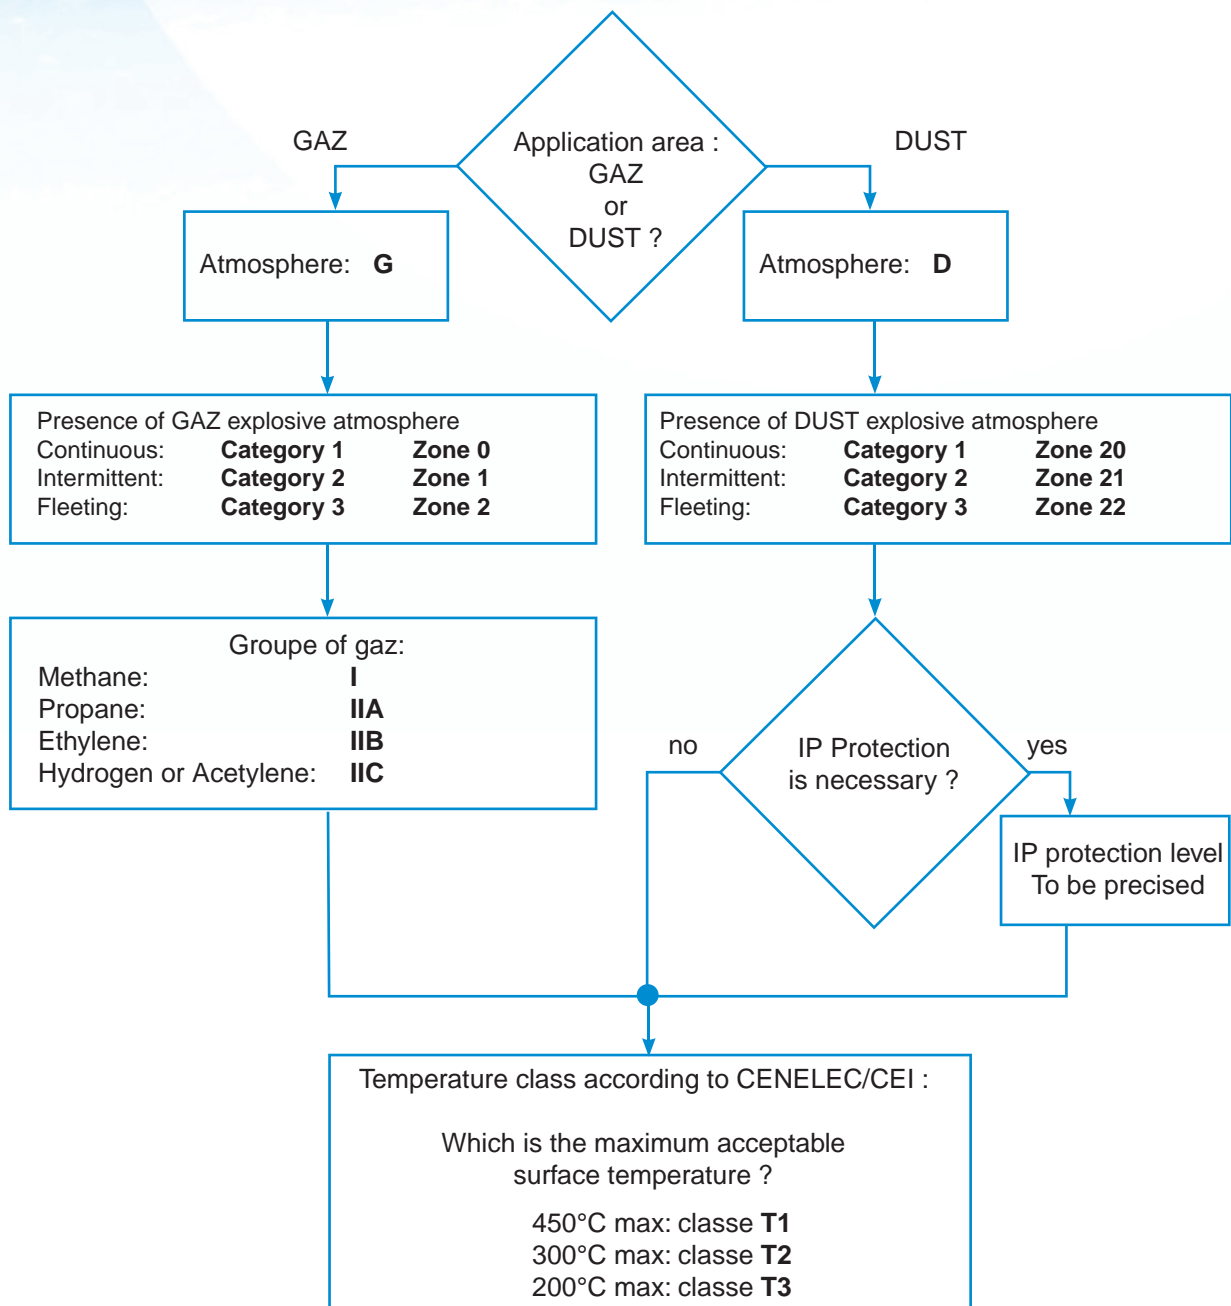 Application area :
GAZ
or
DUST ?
GAZ
DUST
Atmosphere: G
Atmosphere: D
Presence of GAZ explosive atmosphere
Continuous: Category 1 Zone 0
Intermittent: Category 2 Zone 1
Fleeting: Category 3 Zone 2
Presence of DUST explosive atmosphere
Continuous: Category 1 Zone 20
Intermittent: Category 2 Zone 21
Fleeting: Category 3 Zone 22
Groupe of gaz:
Methane: I
Propane: IIA
Ethylene: IIB
Hydrogen or Acetylene: IIC
no
IP Protection
is necessary ?
yes
IP protection level
To be precised
Temperature class according to CENELEC/CEI :
Which is the maximum acceptable
surface temperature ?
450°C max: classe T1
300°C max: classe T2
200°C max: classe T3